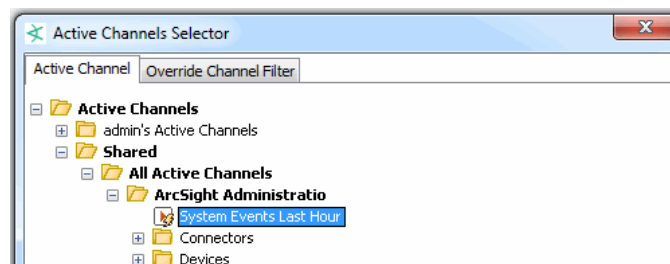 Active Channels Selector
Active Channel Override Channel Filter
Active Channels
admin's Active Channels
Shared
All Active Channels
ArcSight Administratio
System Events Last Hour
Connectors
Devices